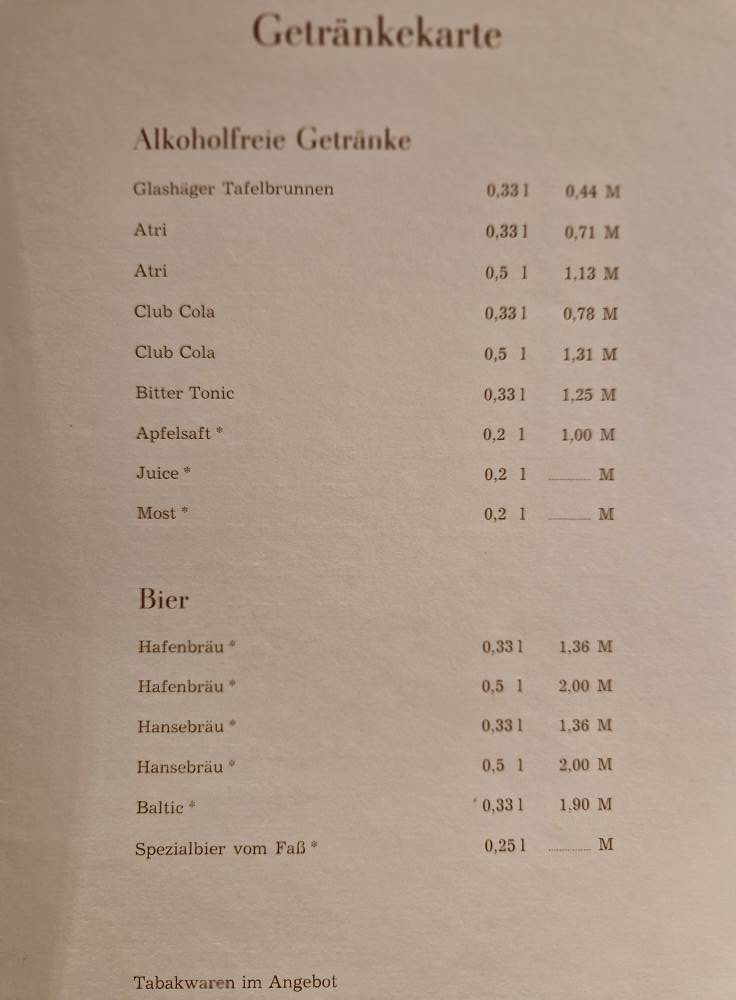 Getränkekarte
Alkoholfreie Getränke
Glashäger Tafelbrunnen 0,33 l 0,44 M
Atri 0,33 l 0,71 M
Atri 0,5 l 1,13 M
Club Cola 0,33 l 0,78 M
Club Cola 0,5 l 1,31 M
Bitter Tonic 0,33 l 1,25 M
Apfelsaft * 0,2 l 1,00 M
Juice * 0,2 l ............ M
Most * 0,2 l ............ M
Bier
Hafenbräu * 0,33 l 1,36 M
Hafenbräu * 0,5 l 2,00 M
Hansebräu * 0,33 l 1,36 M
Hansebräu * 0,5 l 2,00 M
Baltic * 0,33 l 1,90 M
Spezialbier vom Faß * 0,25 l ............ M
Tabakwaren im Angebot